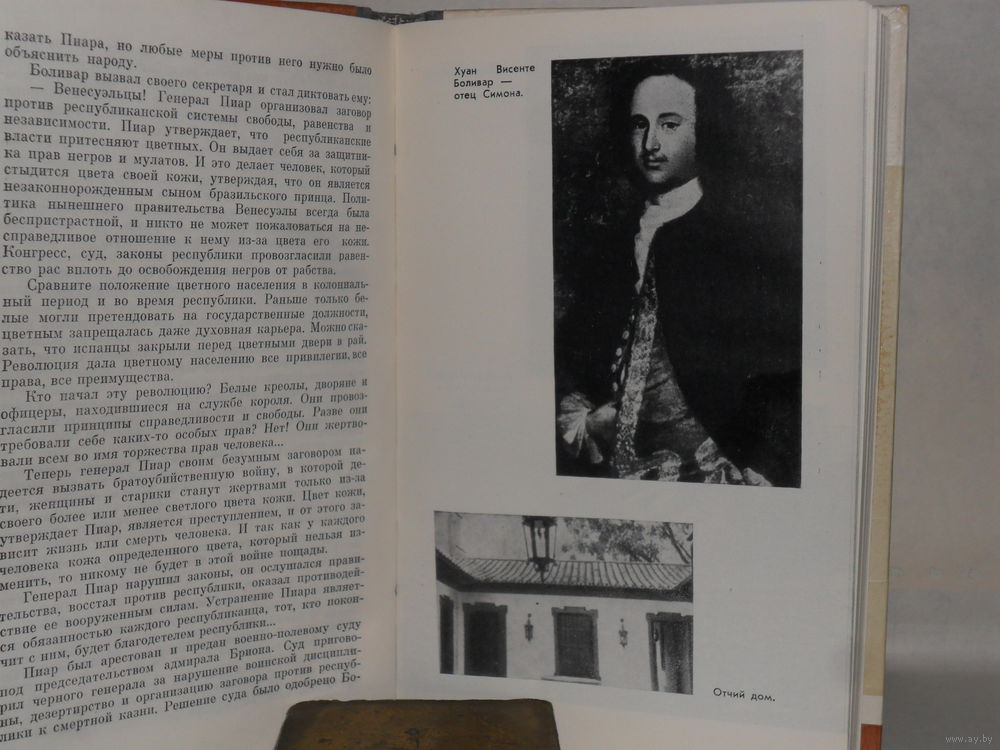 казать Пиара, но любые меры против него нужно было
объяснить народу.
Боливар вызвал своего секретаря и стал диктовать ему:
— Венесуэльцы! Генерал Пиар организовал заговор
против республиканской системы свободы, равенства и
независимости. Пиар утверждает, что республиканские
власти притесняют цветных. Он выдает себя за защитни-
ка прав негров и мулатов. И это делает человек, который
стыдится цвета своей кожи, утверждая, что он является
незаконнорожденным сыном бразильского принца. Поли-
тика нынешнего правительства Венесуэлы всегда была
беспристрастной, и никто не может пожаловаться на не-
справедливое отношение к нему из-за цвета его кожи.
Конгресс, суд, законы республики провозгласили равен-
ство рас вплоть до освобождения негров от рабства.
Сравните положение цветного населения в колониаль-
ный период и во время республики. Раньше только бе-
лые могли претендовать на государственные должности,
цветным запрещалась даже духовная карьера. Можно ска-
зать, что испанцы закрыли перед цветными двери в рай.
Революция дала цветному населению все привилегии, все
права, все преимущества.
Кто начал эту революцию? Белые креолы, дворяне и
офицеры, находившиеся на службе короля. Они провоз-
гласили принципы справедливости и свободы. Разве они
требовали себе каких-то особых прав? Нет! Они жертво-
вали всем во имя торжества прав человека...
Теперь генерал Пиар своим безумным заговором на-
деется вызвать братоубийственную войну, в которой де-
ти, женщины и старики станут жертвами только из-за
своего более или менее светлого цвета кожи. Цвет кожи,
утверждает Пиар, является преступлением, и от этого за-
висит жизнь или смерть человека. И так как у каждого
человека кожа определенного цвета, который нельзя из-
менить, то никому не будет в этой войне пощады.
Генерал Пиар нарушил законы, он ослушался прави-
тельства, восстал против республики, оказал противодей-
ствие ее вооруженным силам. Устранение Пиара являет-
ся обязанностью каждого республиканца, тот, кто покон-
чит с ним, будет благодетелем республики...
Пиар был арестован и предан военно-полевому суду
под председательством адмирала Бриона. Суд пригово-
рил черного генерала за нарушение воинской дисципли-
ны, дезертирство и организацию заговора против респуб-
лики к смертной казни. Решение суда было одобрено Бо-
Хуан Висенте
Боливар —
отец Симона.
Отчий дом.
www.ay.by